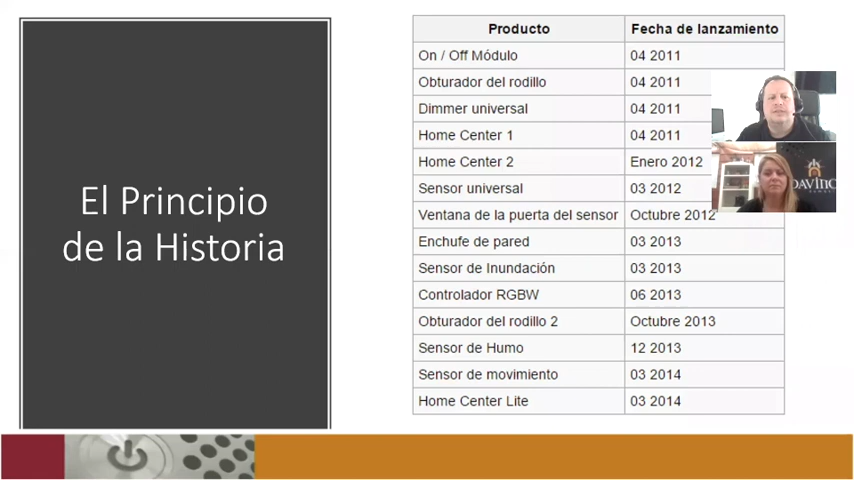 El Principio
de la Historia
Producto Fecha de lanzamiento
On / Off Módulo 04 2011
Obturador del rodillo 04 2011
Dimmer universal 04 2011
Home Center 1 04 2011
Home Center 2 Enero 2012
Sensor universal 03 2012
Ventana de la puerta del sensor Octubre 2012
Enchufe de pared 03 2013
Sensor de Inundación 03 2013
Controlador RGBW 06 2013
Obturador del rodillo 2 Octubre 2013
Sensor de Humo 12 2013
Sensor de movimiento 03 2014
Home Center Lite 03 2014